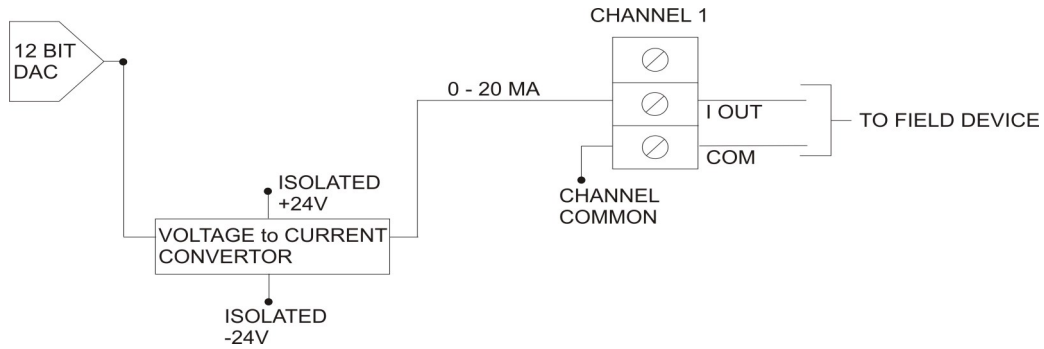 CHANNEL 1
12 BIT
DAC
0 - 20 MA
I OUT
TO FIELD DEVICE
COM
ISOLATED
+24V
CHANNEL
COMMON
VOLTAGE to CURRENT
CONVERTOR
ISOLATED
-24V